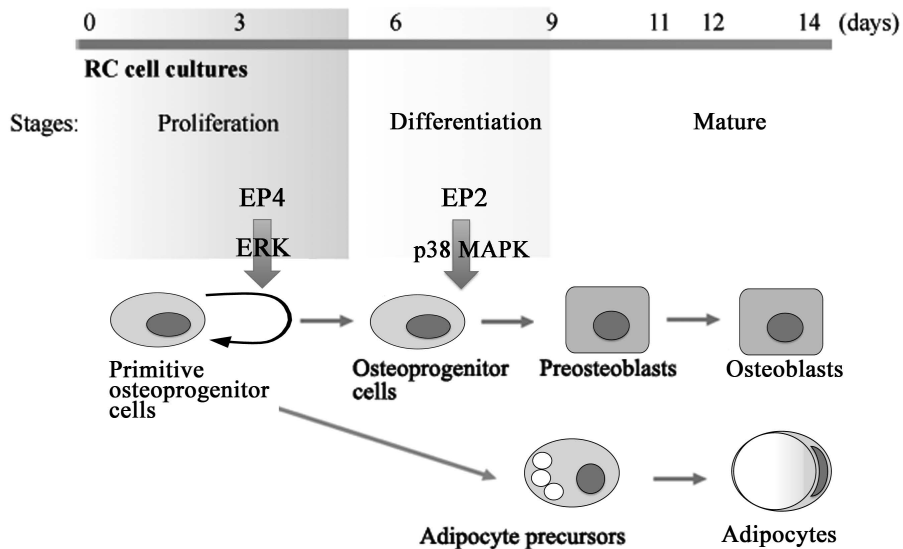 0 3 6 9 11 12 14 (days)
RC cell cultures
Stages: Proliferation Differentiation Mature
EP4 EP2
ERK p38 MAPK
Primitive
osteoprogenitor
cells
Osteoprogenitor
cells
Preosteoblasts
Osteoblasts
Adipocyte precursors
Adipocytes